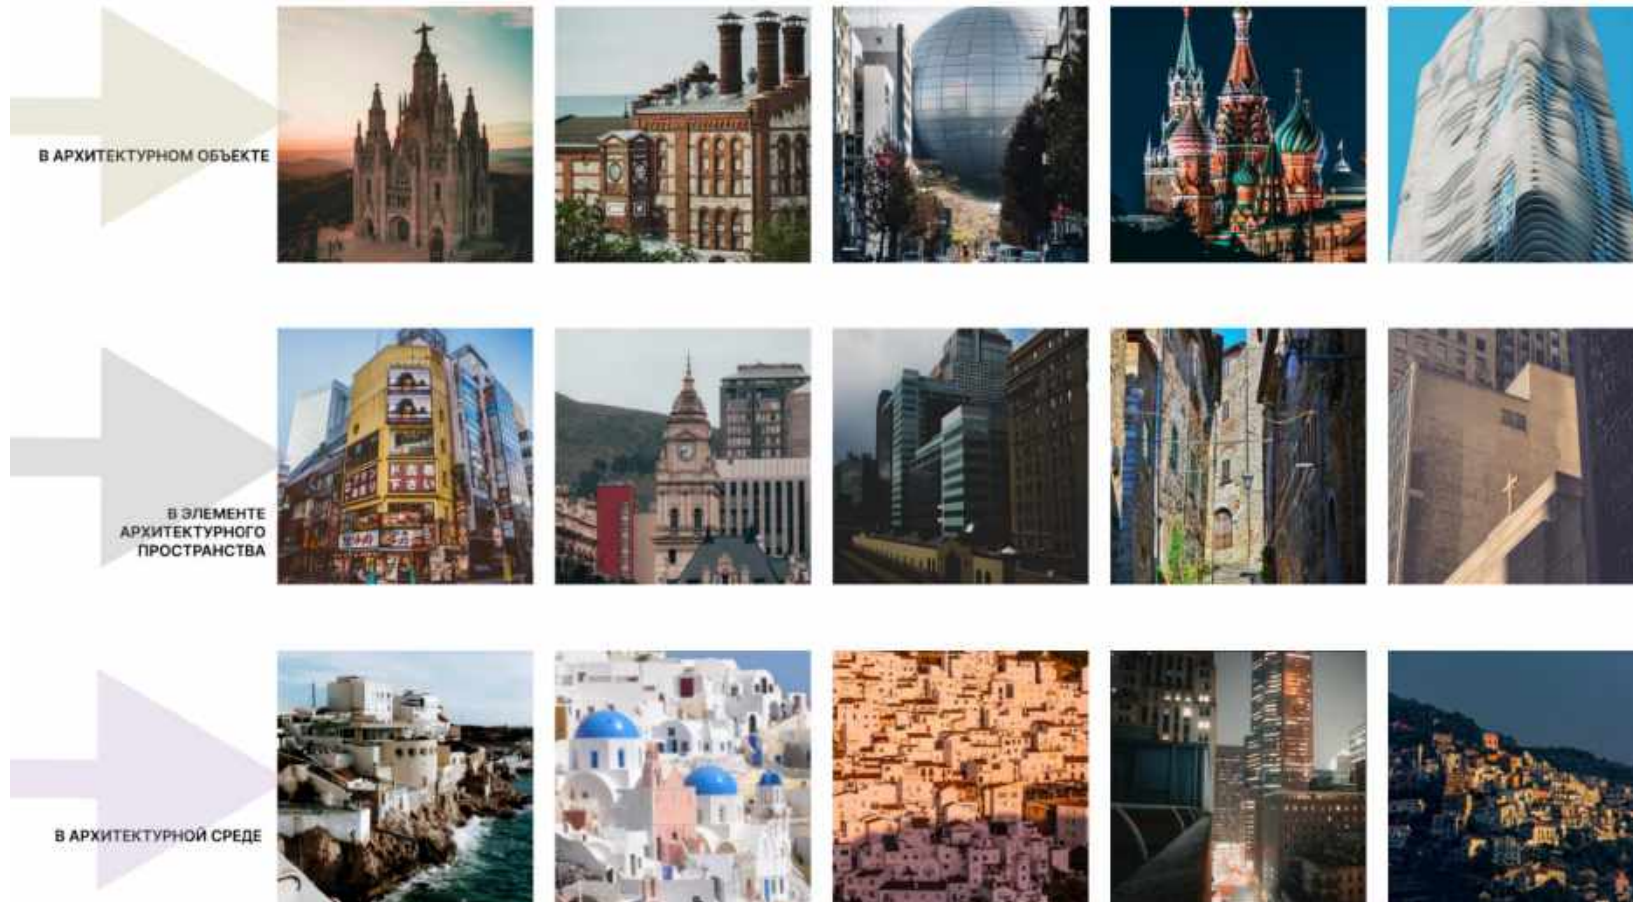 В АРХИТЕКТУРНОМ ОБЪЕКТЕ
В ЭЛЕМЕНТЕ
АРХИТЕКТУРНОГО
ПРОСТРАНСТВА
В АРХИТЕКТУРНОЙ СРЕДЕ